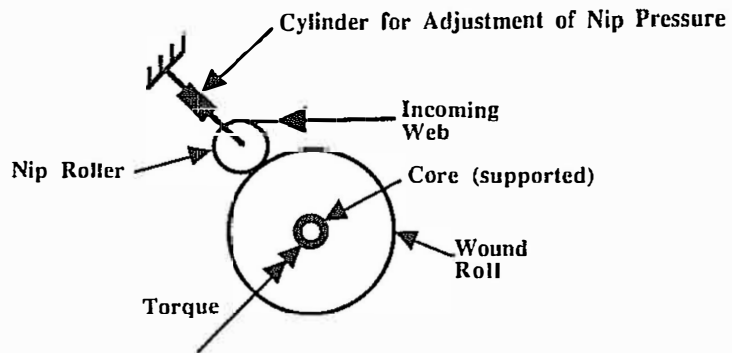 Cylinder for Adjustment of Nip Pressure
Incoming
Web
Nip Roller
Core (supported)
Wound
Roll
Torque